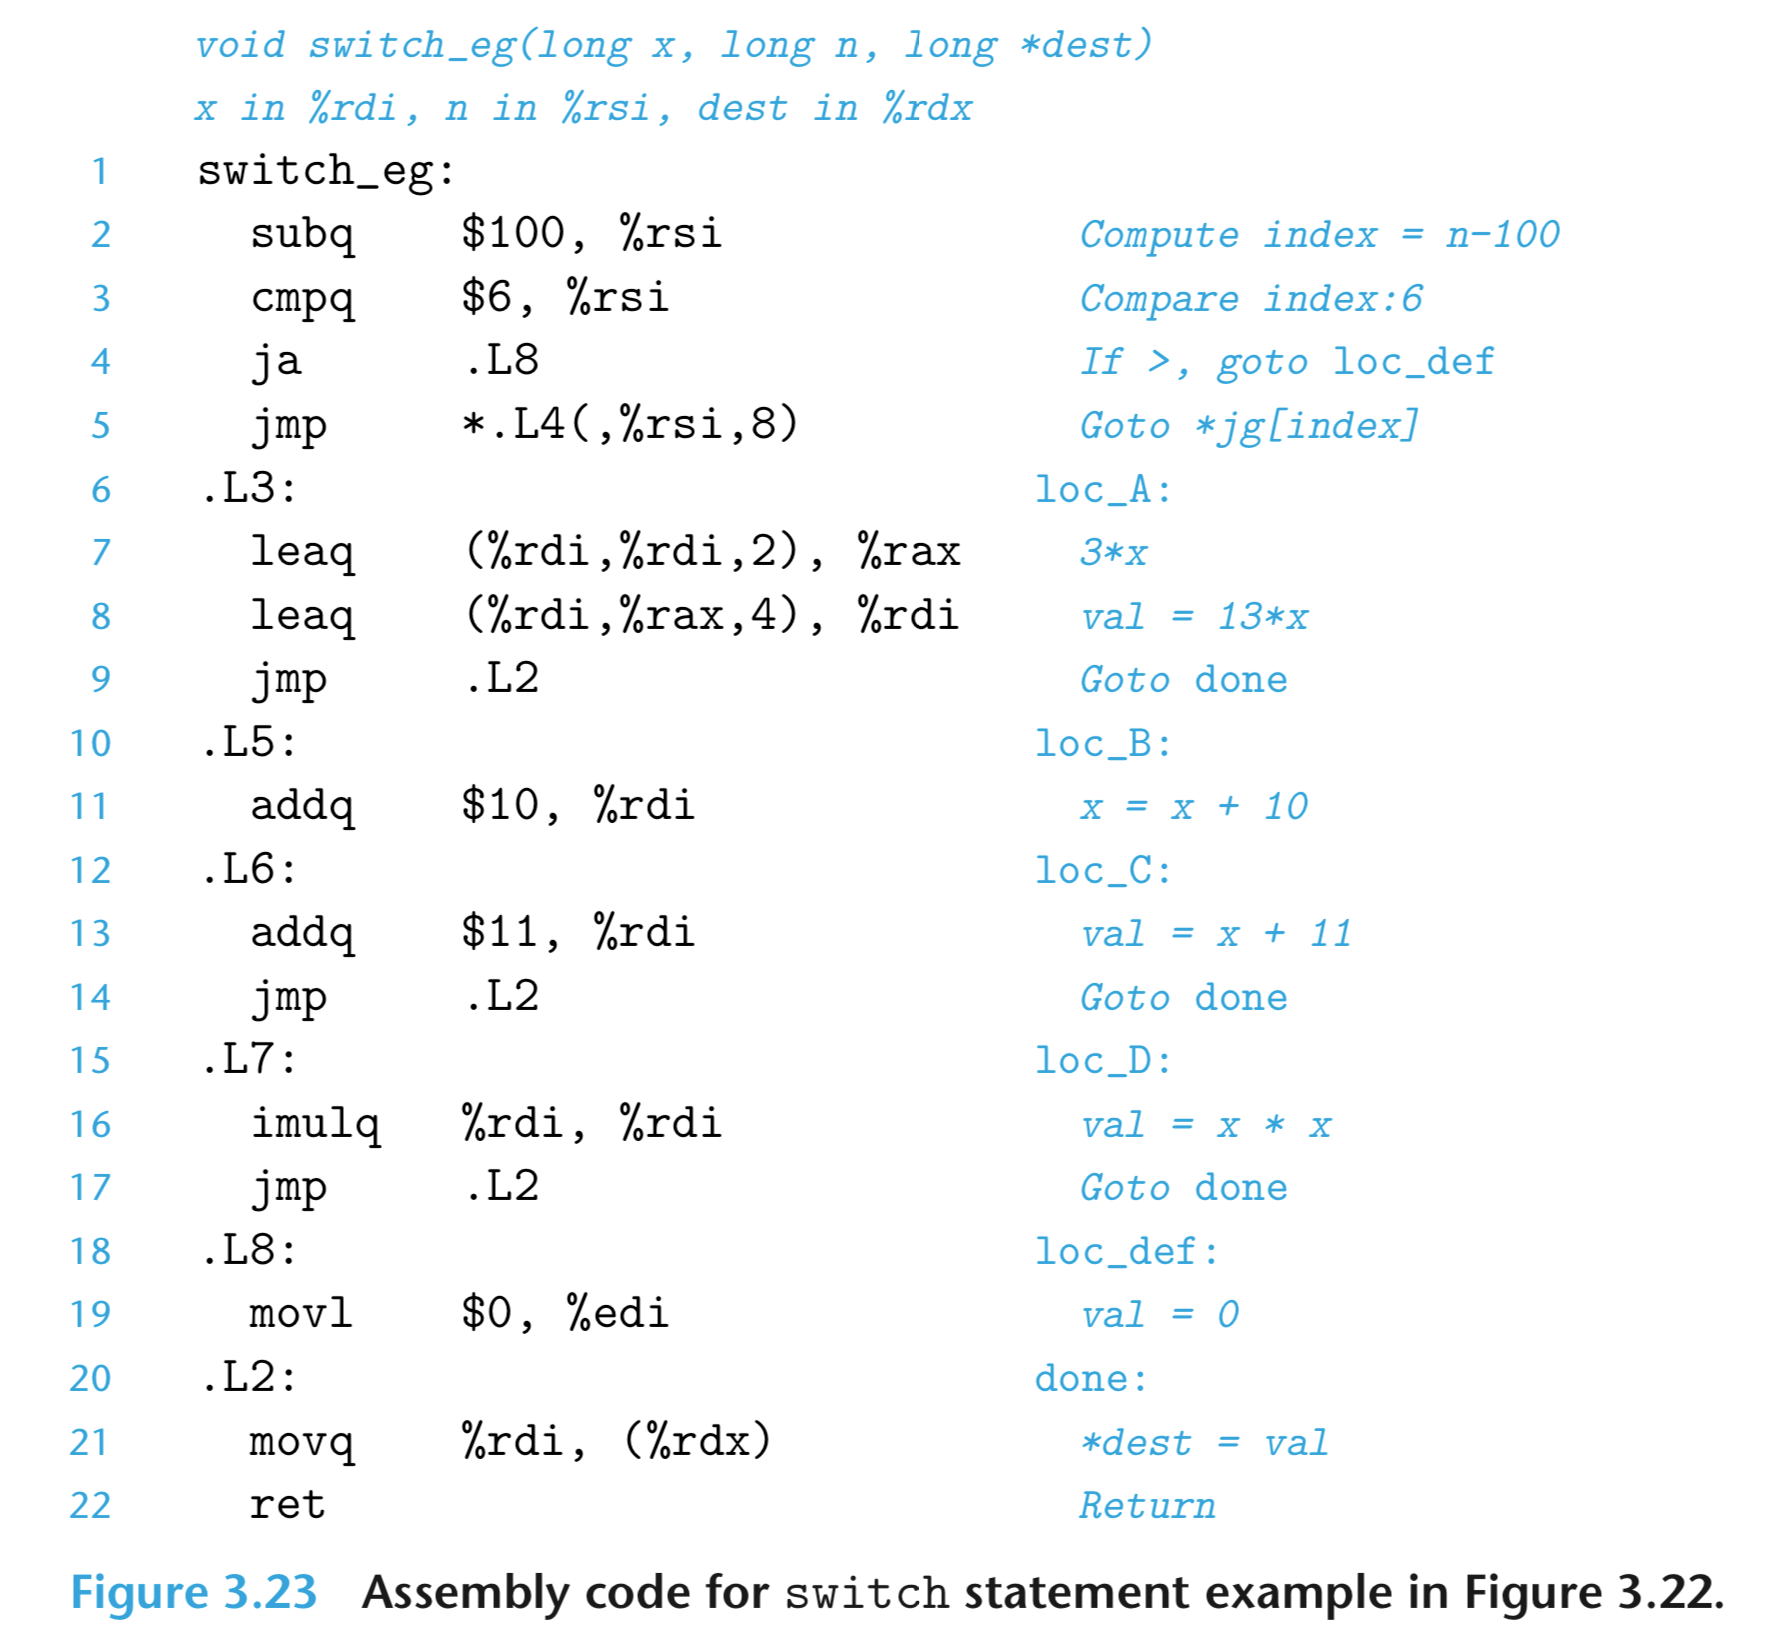 void switch_eg(long x, long n, long *dest)
x in %rdi, n in %rsi, dest in %rdx
1 switch_eg:
2 subq $100, %rsi Compute index = n-100
3 cmpq $6, %rsi Compare index:6
4 ja .L8 If >, goto loc_def
5 jmp *.L4(,%rsi,8) Goto *jg[index]
6 .L3: loc_A:
7 leaq (%rdi,%rdi,2), %rax 3*x
8 leaq (%rdi,%rax,4), %rdi val = 13*x
9 jmp .L2 Goto done
10 .L5: loc_B:
11 addq $10, %rdi x = x + 10
12 .L6: loc_C:
13 addq $11, %rdi val = x + 11
14 jmp .L2 Goto done
15 .L7: loc_D:
16 imulq %rdi, %rdi val = x * x
17 jmp .L2 Goto done
18 .L8: loc_def:
19 movl $0, %edi val = 0
20 .L2: done:
21 movq %rdi, (%rdx) *dest = val
22 ret Return
Figure 3.23 Assembly code for switch statement example in Figure 3.22.